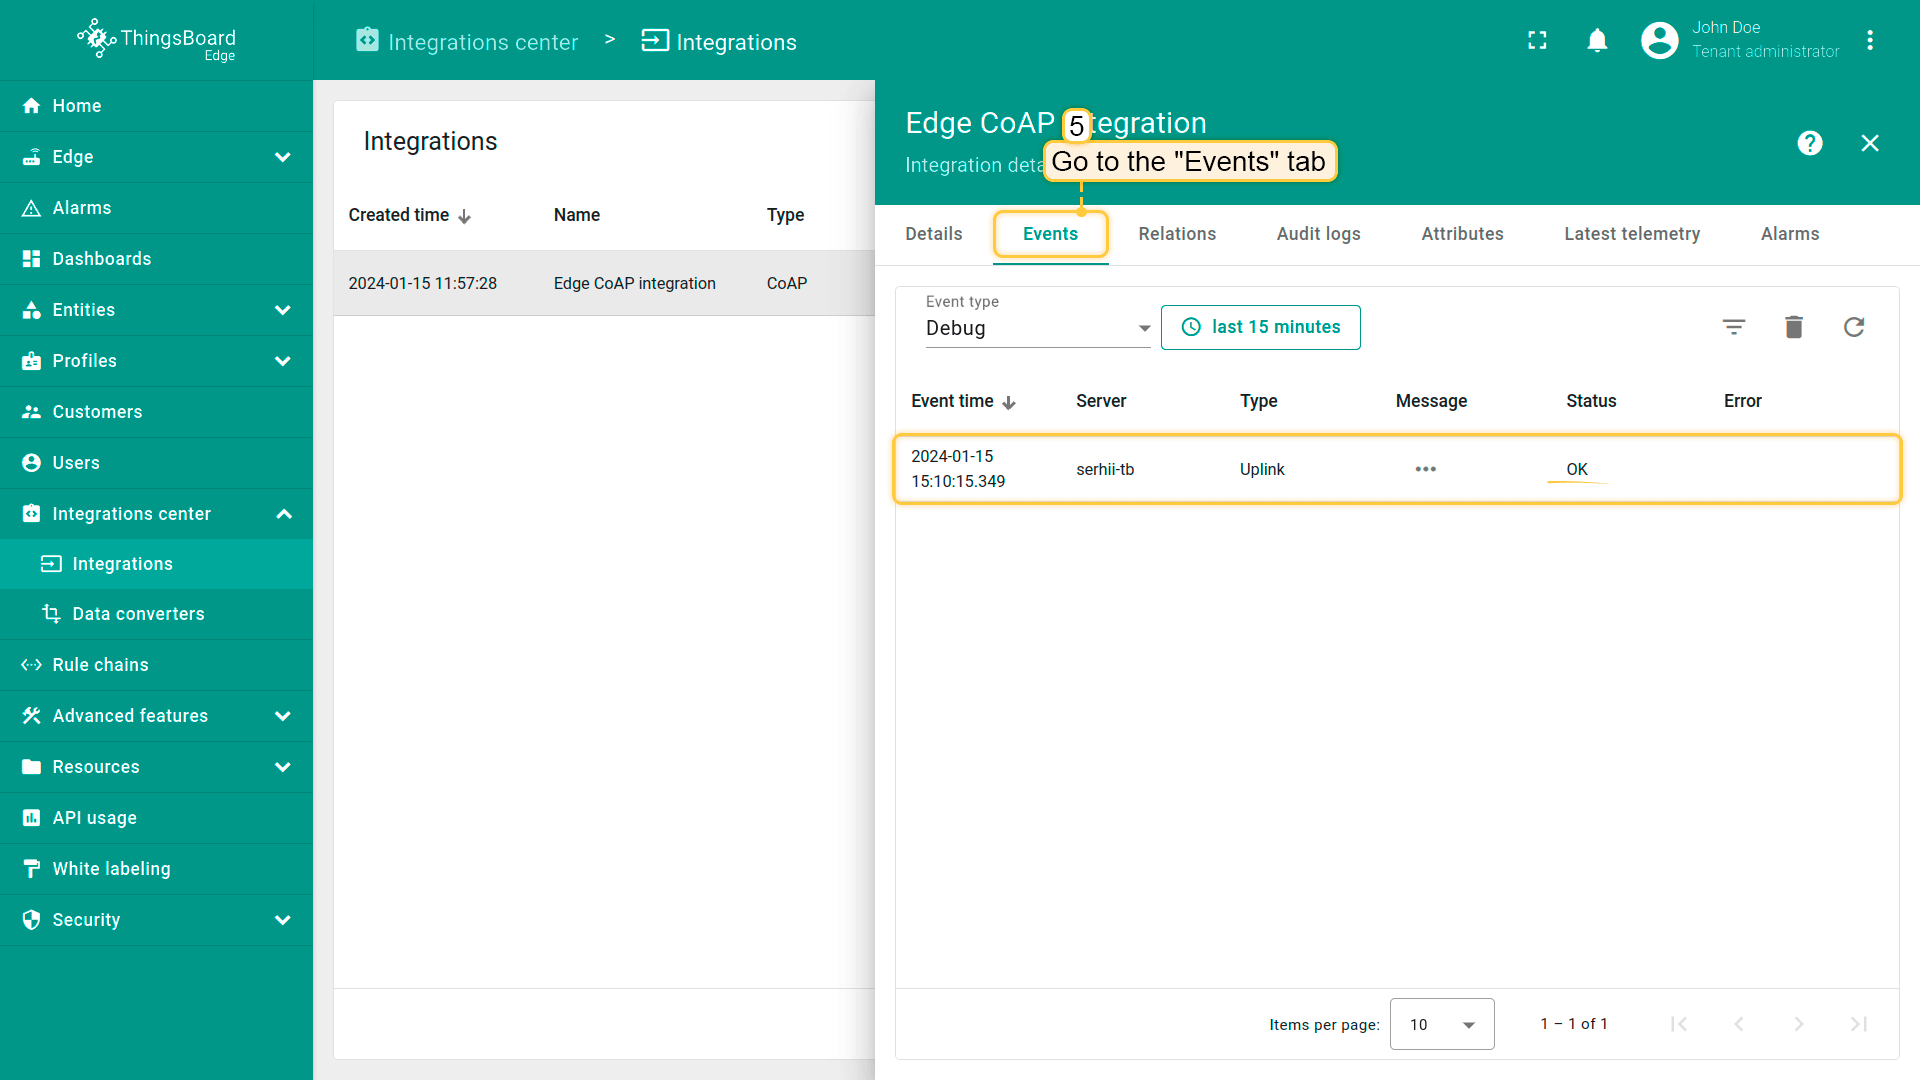 ThingsBoard
Edge
Integrations center > Integrations
John Doe
Tenant administrator
Home
Edge
Alarms
Dashboards
Entities
Profiles
Customers
Users
Integrations center
Integrations
Data converters
Rule chains
Advanced features
Resources
API usage
White labeling
Security
Integrations
Created time Name Type
2024-01-15 11:57:28 Edge CoAP integration CoAP
Edge CoAP 5tegration
Integration deta
Go to the "Events" tab
Details Events Relations Audit logs Attributes Latest telemetry Alarms
Event type
Debug
last 15 minutes
Event time Server Type Message Status Error
2024-01-15
15:10:15.349
serhii-tb Uplink ••• OK
Items per page: 10 1 – 1 of 1